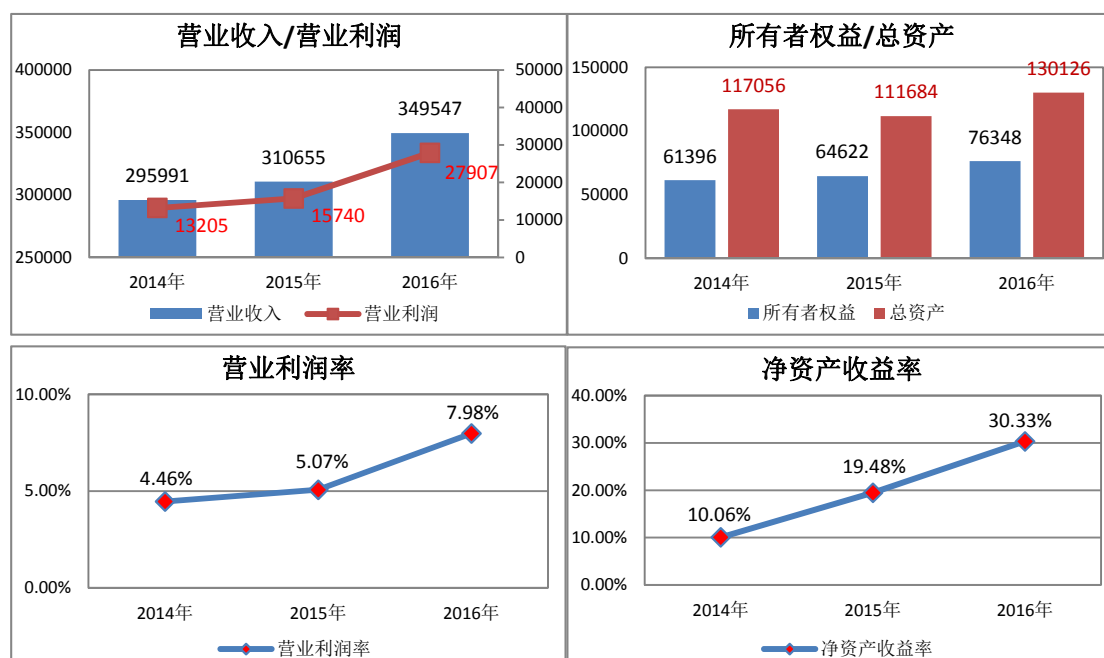 营业收入/营业利润
400000
350000
300000
250000
50000
40000
30000
20000
10000
0
295991
310655
349547
13205
15740
27907
2014年
2015年
2016年
营业收入
营业利润
所有者权益/总资产
150000
100000
50000
0
61396
117056
64622
111684
76348
130126
2014年
2015年
2016年
所有者权益
总资产
营业利润率
10.00%
5.00%
0.00%
4.46%
5.07%
7.98%
2014年
2015年
2016年
营业利润率
净资产收益率
40.00%
30.00%
20.00%
10.00%
0.00%
10.06%
19.48%
30.33%
2014年
2015年
2016年
净资产收益率